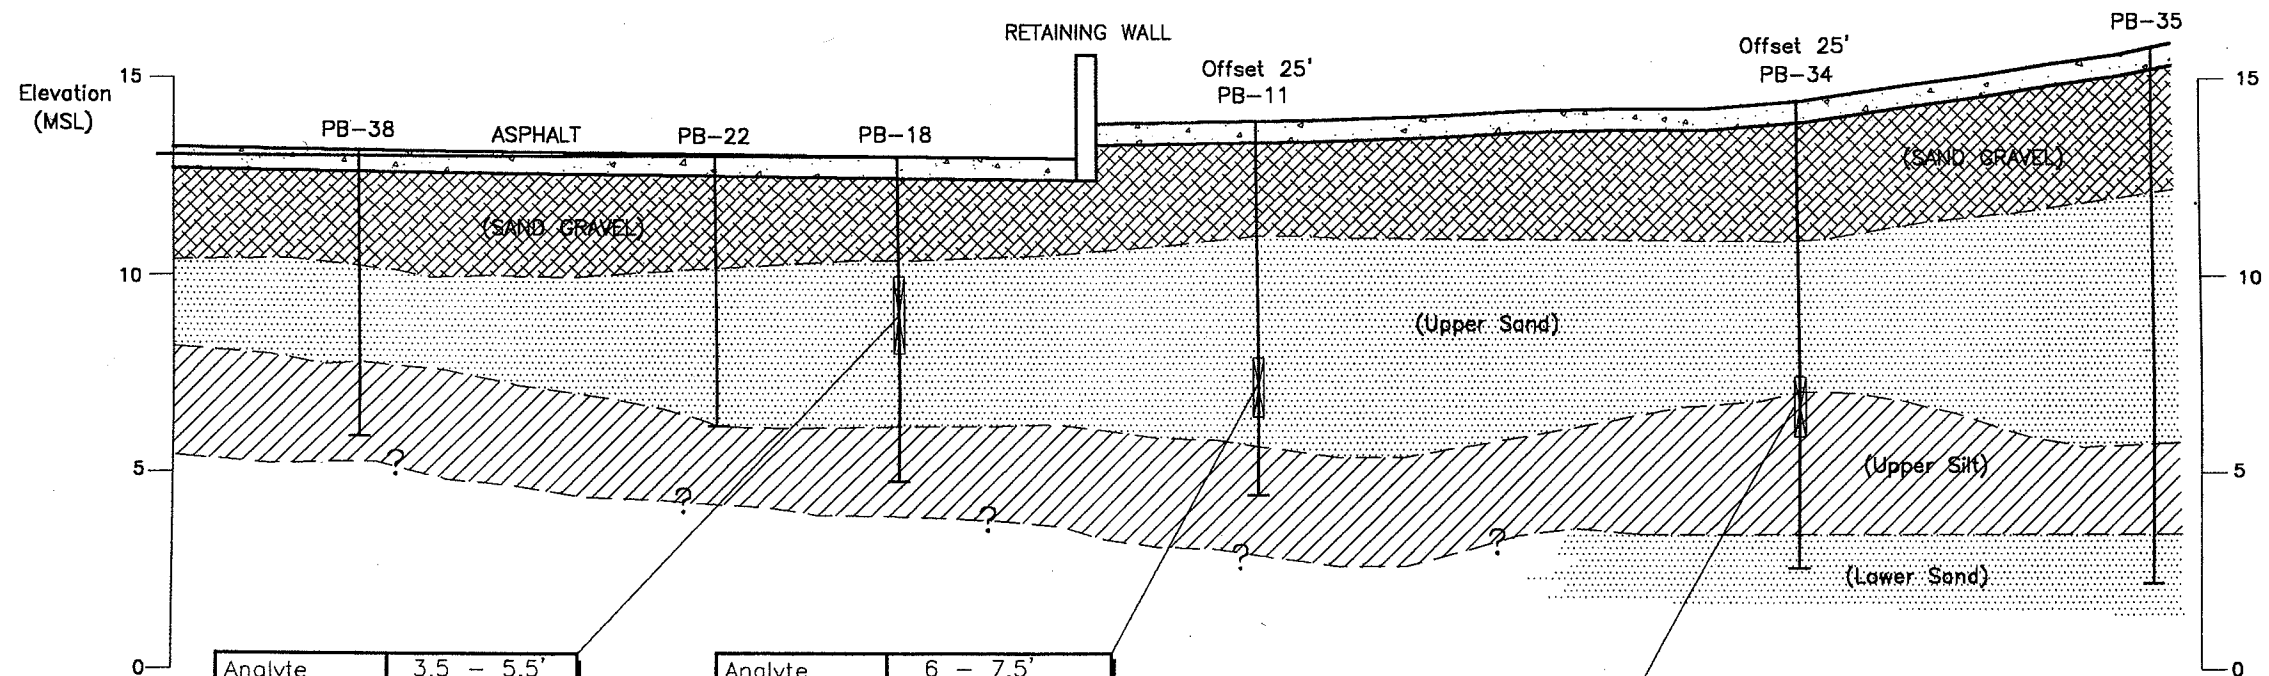 PB-35
RETAINING WALL
Offset 25'
PB-34
Offset 25'
PB-11
15
15
Elevation
(MSL)
PB-38
ASPHALT
PB-22
PB-18
(SAND GRAVEL)
(SAND GRAVEL)
10
10
(Upper Sand)
5
5
?
(Upper Silt)
?
?
?
?
(Lower Sand)
0
0
Analyte
3.5 - 5.5'
Analyte
6 - 7.5'